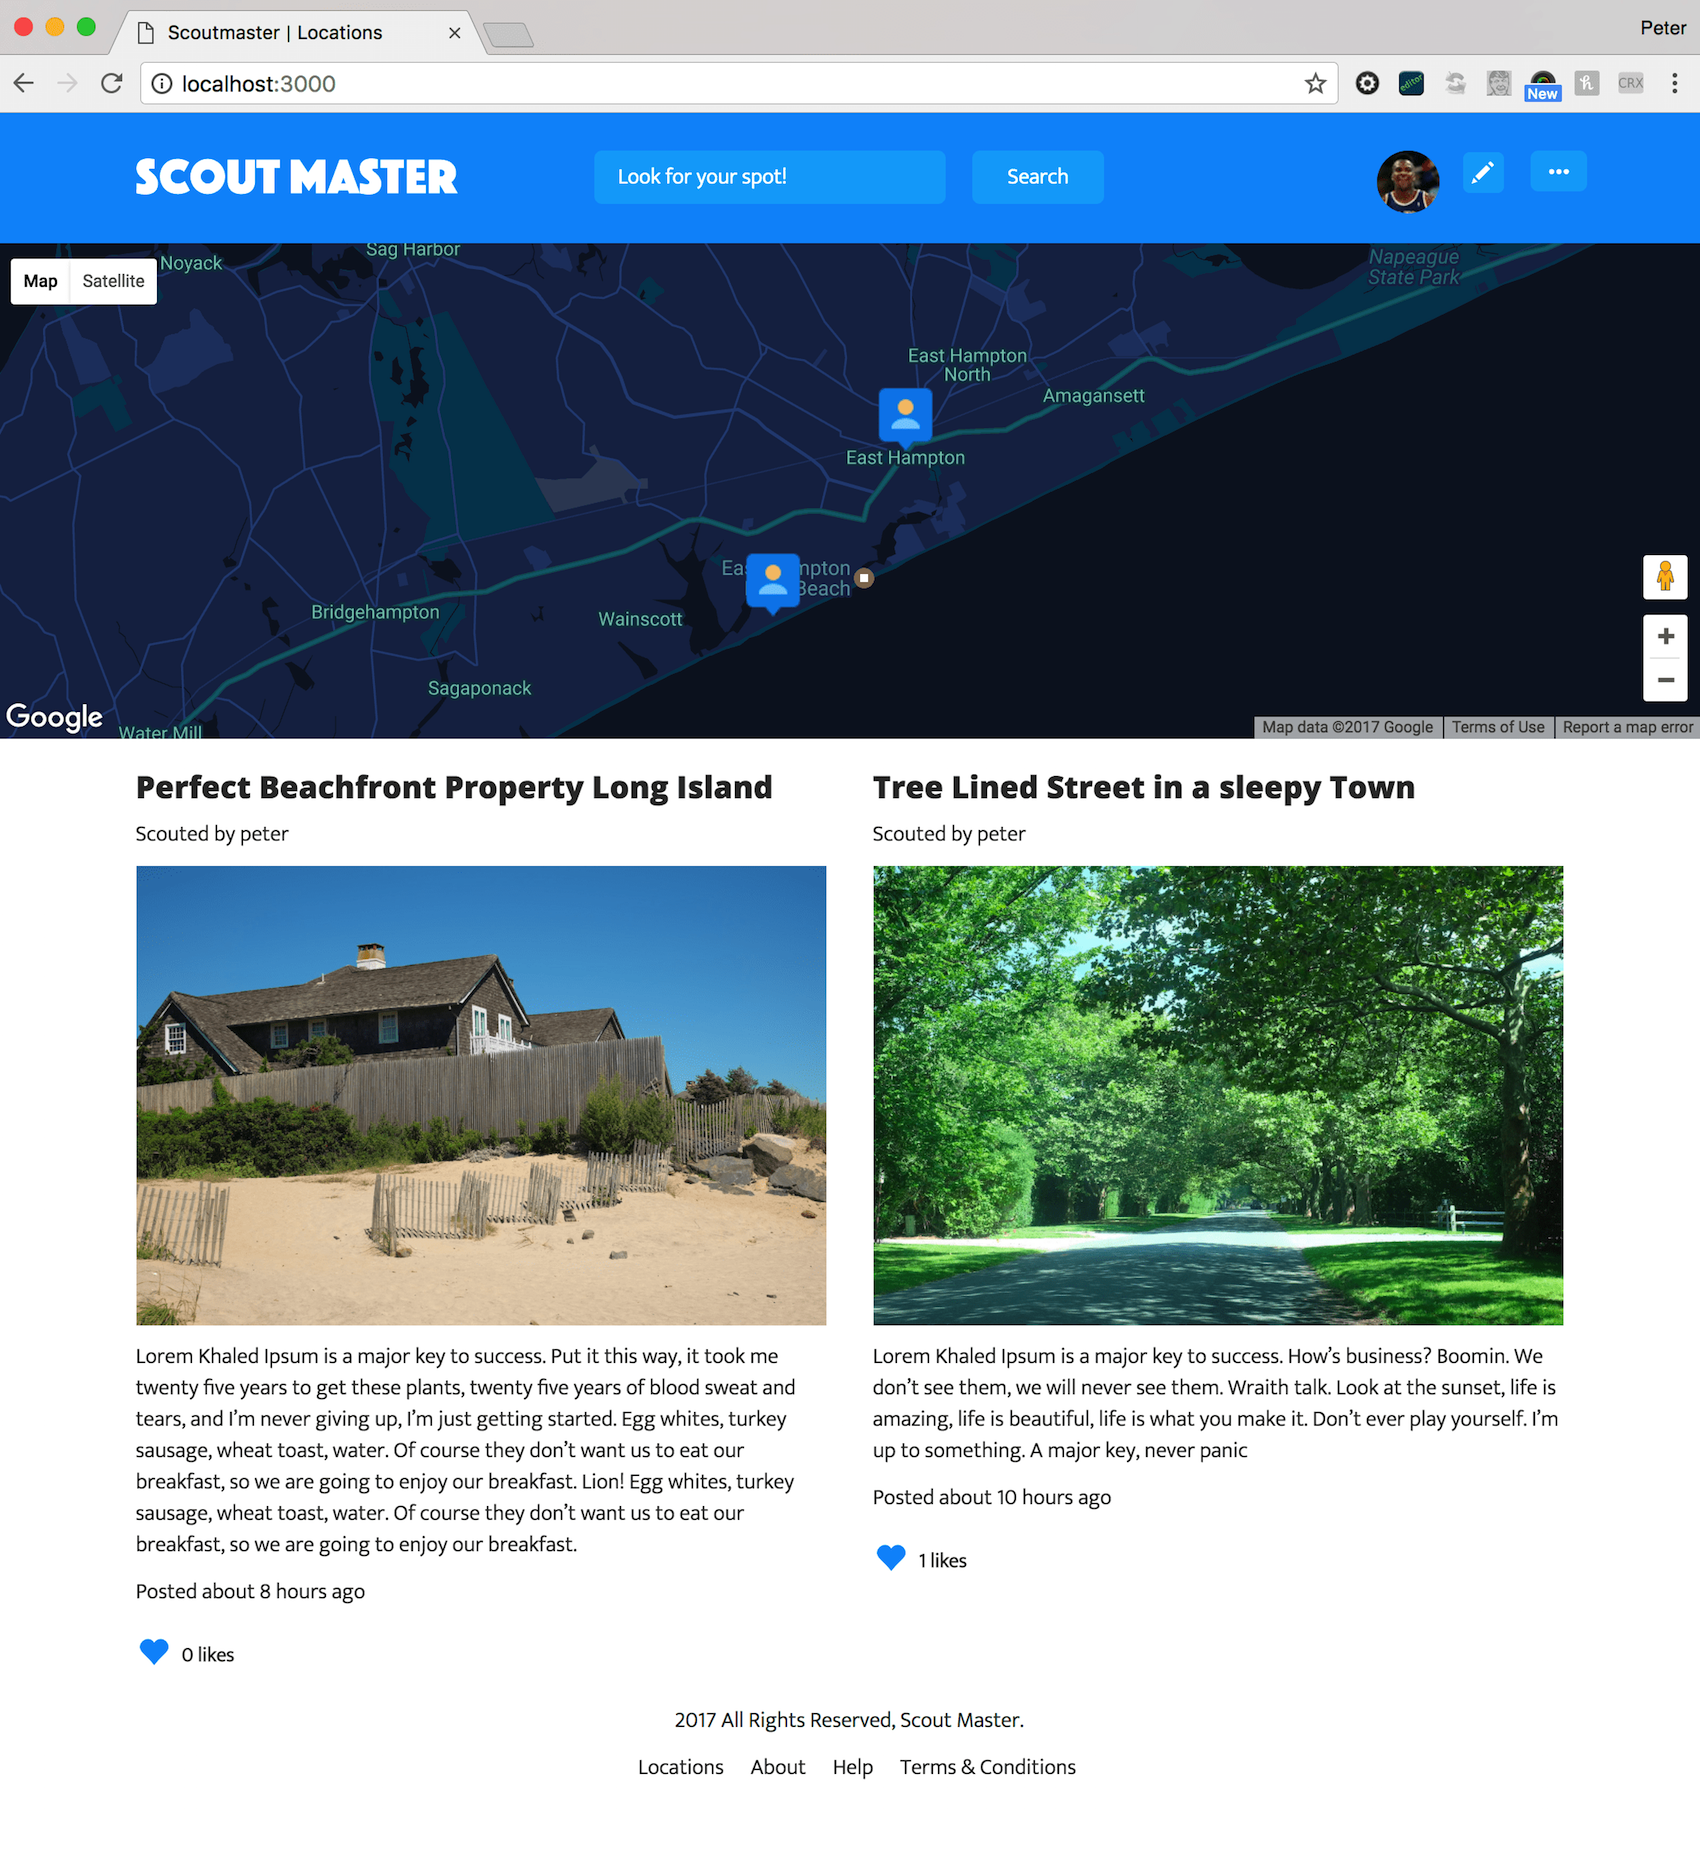 Scoutmaster | Locations
Peter
localhost:3000
editor
New
CRX
SCOUT MASTER
Look for your spot!
Search
Map
Satellite
Noyack
Sag Harbor
Napeague
State Park
East Hampton
North
Amagansett
East Hampton
Ea mpton
Beach
Bridgehampton
Wainscott
Sagaponack
Water Mill
Google
Map data ©2017 Google
Terms of Use
Report a map error
Perfect Beachfront Property Long Island
Scouted by peter
Lorem Khaled Ipsum is a major key to success. Put it this way, it took me
twenty five years to get these plants, twenty five years of blood sweat and
tears, and I’m never giving up, I’m just getting started. Egg whites, turkey
sausage, wheat toast, water. Of course they don’t want us to eat our
breakfast, so we are going to enjoy our breakfast. Lion! Egg whites, turkey
sausage, wheat toast, water. Of course they don’t want us to eat our
breakfast, so we are going to enjoy our breakfast.
Posted about 8 hours ago
0 likes
Tree Lined Street in a sleepy Town
Scouted by peter
Lorem Khaled Ipsum is a major key to success. How’s business? Boomin. We
don’t see them, we will never see them. Wraith talk. Look at the sunset, life is
amazing, life is beautiful, life is what you make it. Don’t ever play yourself. I’m
up to something. A major key, never panic
Posted about 10 hours ago
1 likes
2017 All Rights Reserved, Scout Master.
Locations About Help Terms & Conditions